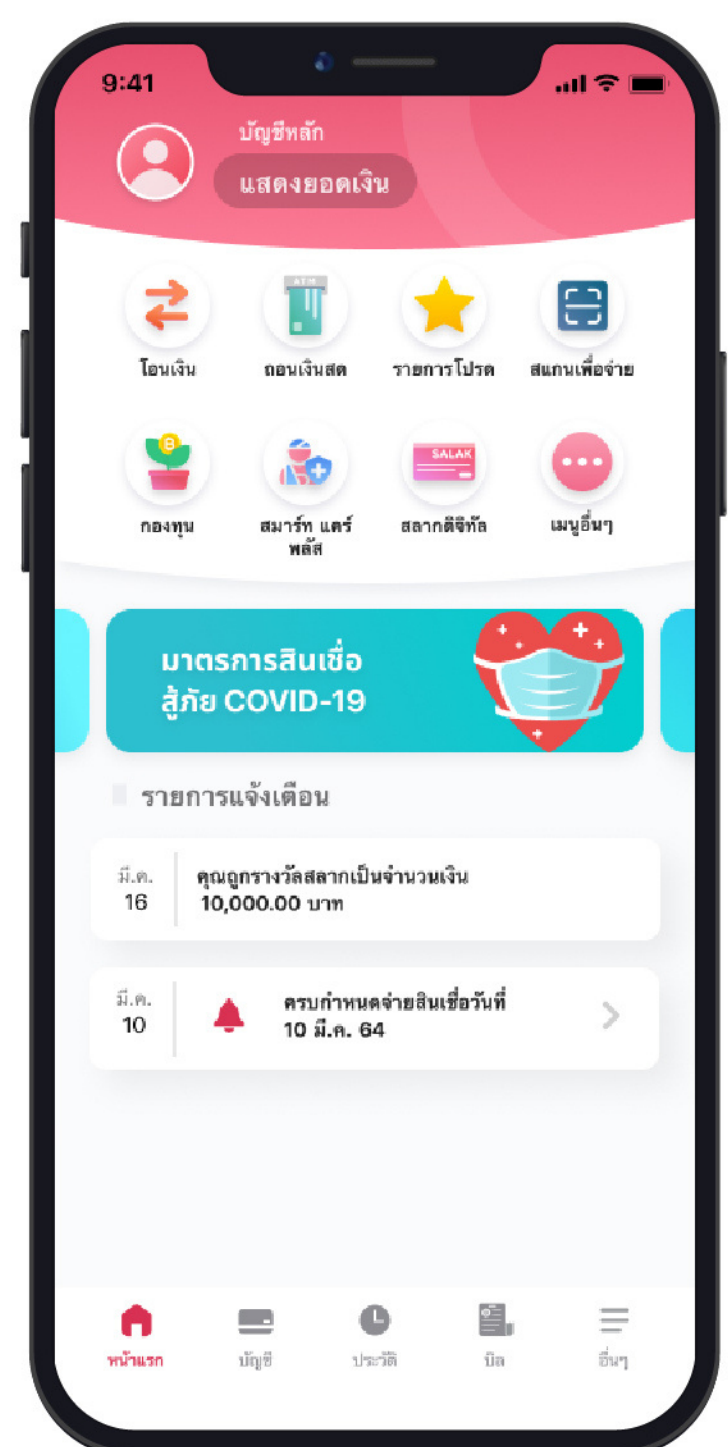 9:41
บัญชีหลัก
แสดงยอดเงิน
ATM
โอนเงิน
ถอนเงินสด
รายการโปรด
สแกนเพื่อจ่าย
SALAK
กองทุน
สมาร์ท แคร์
พลัส
สลากดิจิทัล
เมนูอื่นๆ
มาตรการสินเชื่อ
สู้ภัย COVID-19
รายการแจ้งเตือน
มี.ค.
16
คุณถูกรางวัลสลากเป็นจำนวนเงิน
10,000.00 บาท
มี.ค.
10
ครบกำหนดจ่ายสินเชื่อวันที่
10 มี.ค. 64
หน้าแรก
บัญชี
ประวัติ
บิล
อื่นๆ